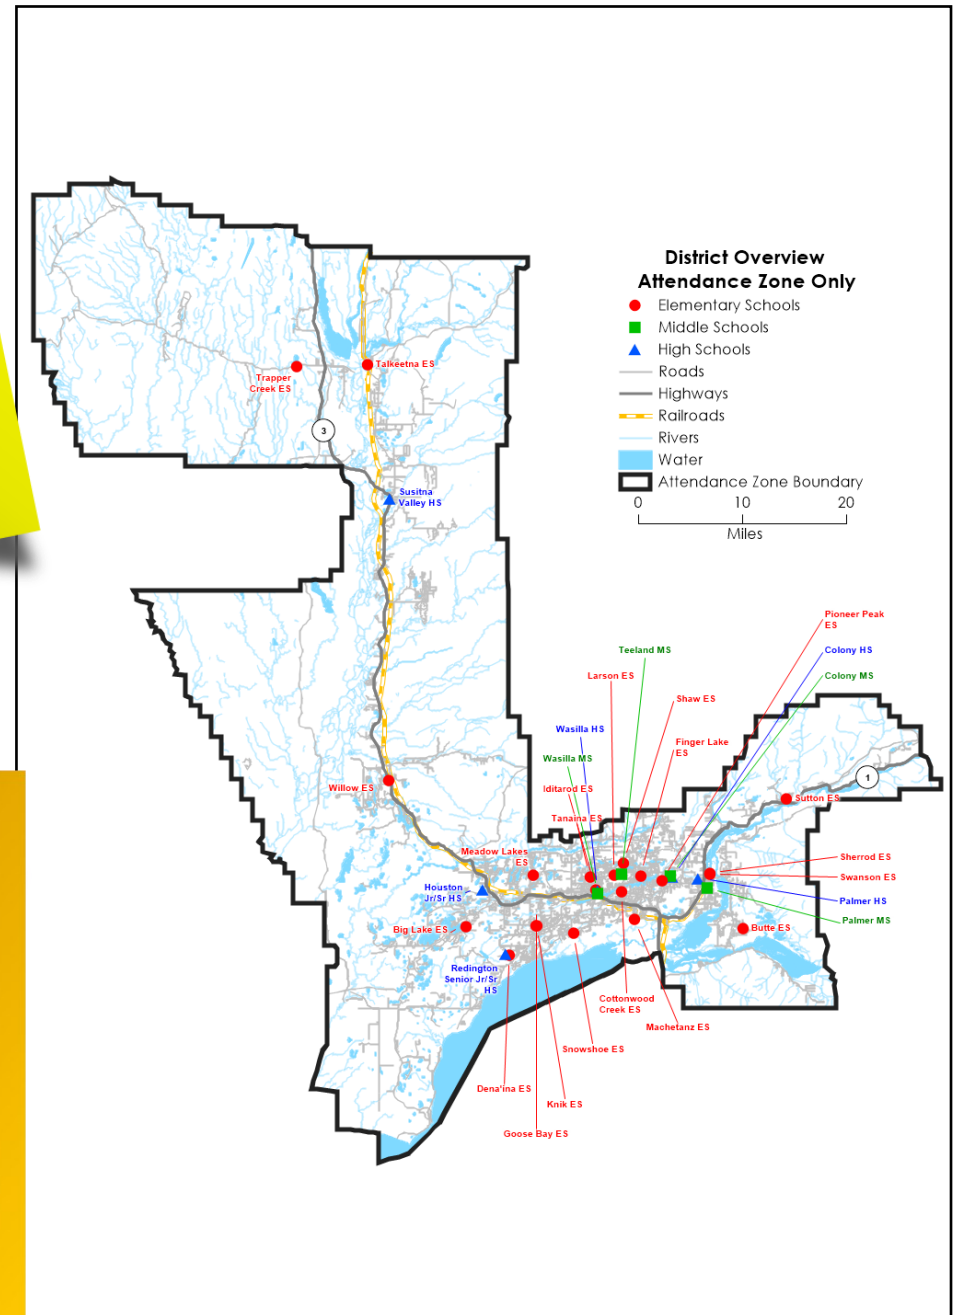 District Overview
Attendance Zone Only
Elementary Schools
Middle Schools
High Schools
Roads
Highways
Railroads
Rivers
Water
Attendance Zone Boundary
0 10 20
Miles
Talkeetna ES
Trapper
Creek ES
3
Susitna
Valley HS
Pioneer Peak
ES
Teeland MS
Colony HS
Larson ES
Colony MS
Shaw ES
Wasilla HS
Finger Lake
ES
Wasilla MS
1
Iditarod ES
Willow ES
Sutton ES
Tanaina ES
Meadow Lakes
ES
Sherrod ES
Swanson ES
Houston
Jr/Sr HS
Palmer HS
Palmer MS
Big Lake ES
Butte ES
Redington
Senior Jr/Sr
HS
Cottonwood
Creek ES
Machetanz ES
Snowshoe ES
Dena'ina ES
Knik ES
Goose Bay ES